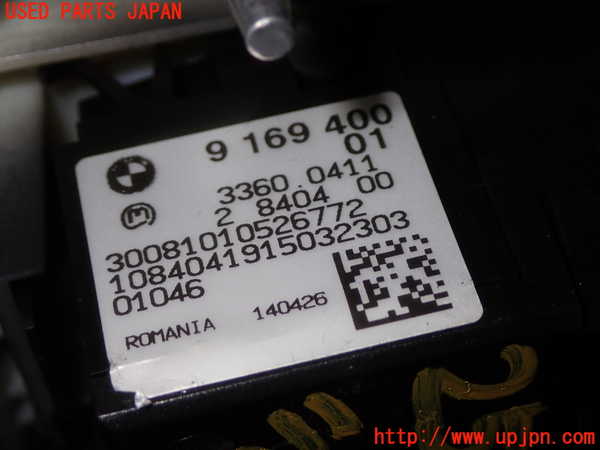 USED PARTS JAPAN
9 169 400
01
3360 0411
2 8404 00
30081010526772
1084041915032303
01046
ROMANIA 140426
http://www.upjpn.com/